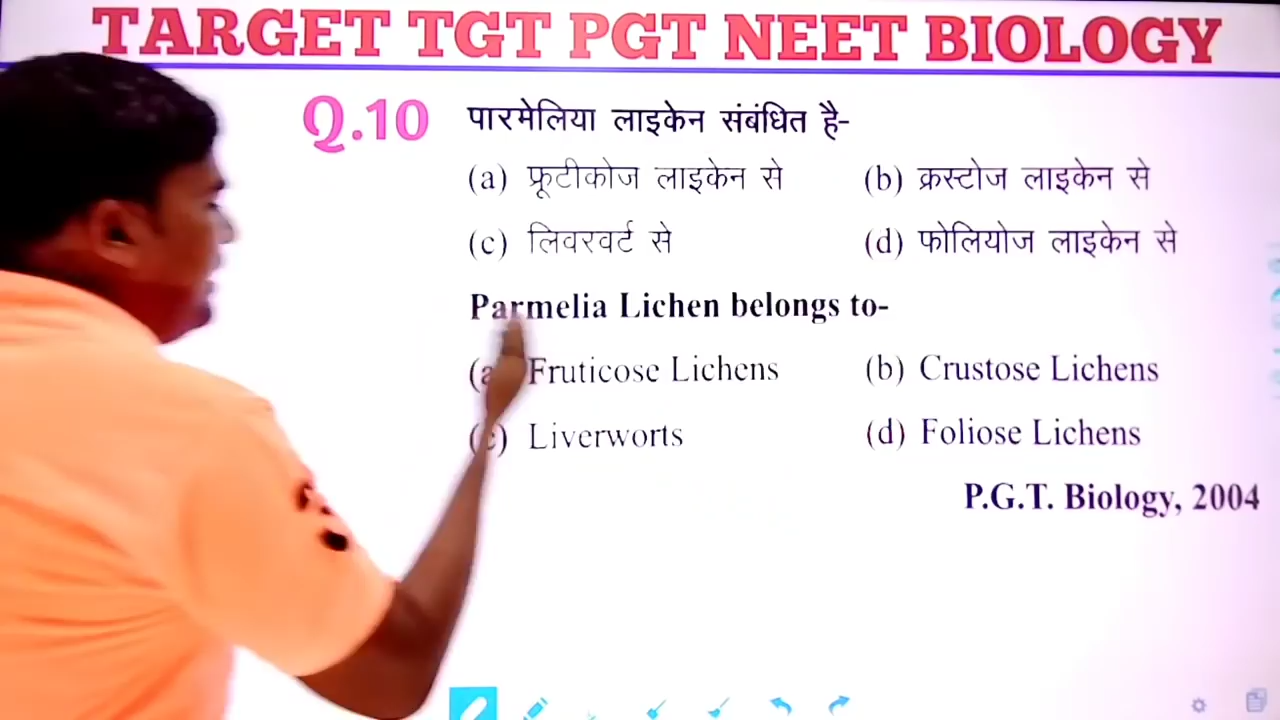 TARGET TGT PGT NEET BIOLOGY
Q.10 पारमेलिया लाइकेन संबंधित है-
(a) फ्रूटीकोज लाइकेन से (b) क्रस्टोज लाइकेन से
(c) लिवरवर्ट से (d) फोलियोज लाइकेन से
Parmelia Lichen belongs to-
(a) Fruticose Lichens (b) Crustose Lichens
(c) Liverworts (d) Foliose Lichens
P.G.T. Biology, 2004